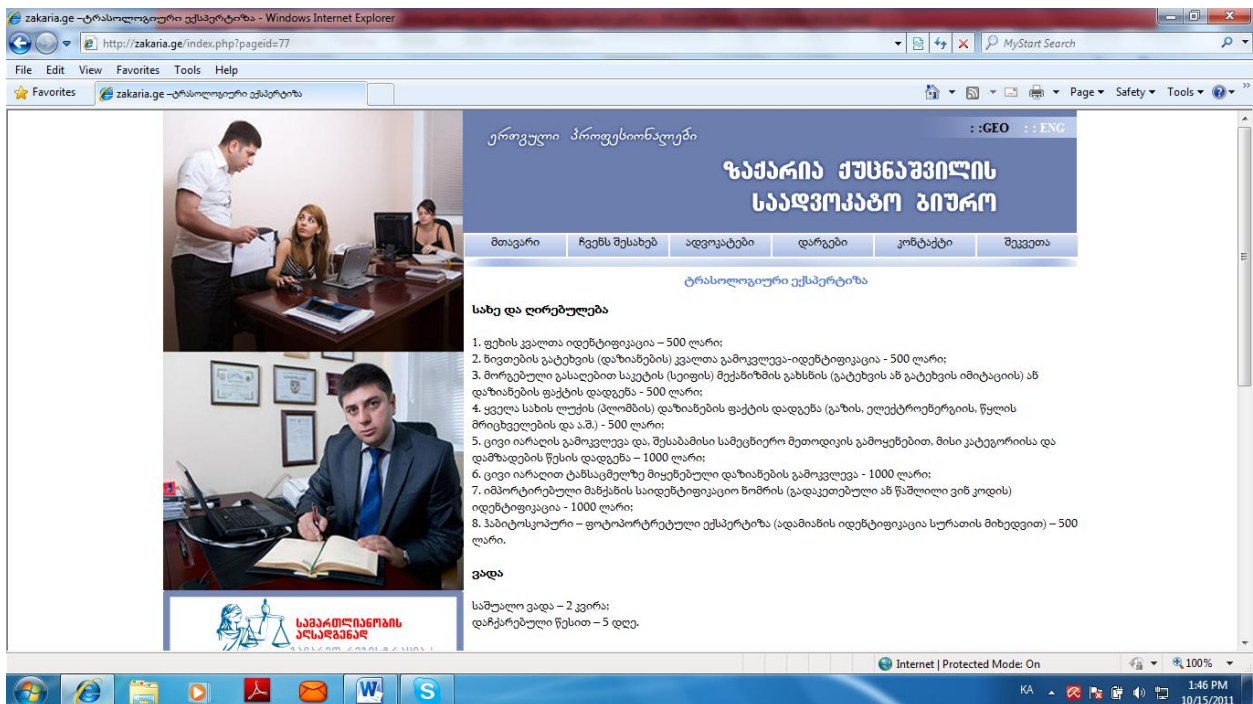 zakaria.ge –ტრასოლოგიური ექსპერტიზა - Windows Internet Explorer
http://zakaria.ge/index.php?pageid=77
MyStart Search
File Edit View Favorites Tools Help
Favorites
zakaria.ge –ტრასოლოგიური ექსპერტიზა
Page Safety Tools
ერთგული პროფესიონალები
: :GEO : : ENG
ზაქარია ქუცნაშვილის
საადვოკატო ბიურო
მთავარი ჩვენს შესახებ ადვოკატები დარგები კონტაქტი შეკვეთა
ტრასოლოგიური ექსპერტიზა
სახე და ღირებულება
1. ფეხის კვალთა იდენტიფიკაცია – 500 ლარი;
2. ნივთების გატეხვის (დაზიანების) კვალთა გამოკვლევა-იდენტიფიკაცია - 500 ლარი;
3. მორგებული გასაღებით საკეტის (სეიფის) მექანიზმის გახსნის (გატეხვის ან გატეხვის იმიტაციის) ან
დაზიანების ფაქტის დადგენა - 500 ლარი;
4. ყველა სახის ლუქის (პლომბის) დაზიანების ფაქტის დადგენა (გაზის, ელექტროენერგიის, წყლის
მრიცხველების და ა.შ.) - 500 ლარი;
5. ცივი იარაღის გამოკვლევა და, შესაბამისი სამეცნიერო მეთოდიკის გამოყენებით, მისი კატეგორიისა და
დამზადების წესის დადგენა – 1000 ლარი;
6. ცივი იარაღით ტანსაცმელზე მიყენებული დაზიანების გამოკვლევა - 1000 ლარი;
7. იმპორტირებული მანქანის საიდენტიფიკაციო ნომრის (გადაკეთებული ან წაშლილი ვინ კოდის)
იდენტიფიკაცია - 1000 ლარი;
8. ჰაბიტოსკოპური – ფოტოპორტრეტული ექსპერტიზა (ადამიანის იდენტიფიკაცია სურათის მიხედვით) – 500
ლარი.
ვადა
საშუალო ვადა – 2 კვირა;
დაჩქარებული წესით – 5 დღე.
სამართლიანობის
აღსადგენად
Internet | Protected Mode: On
100%
KA
1:46 PM
10/15/2011